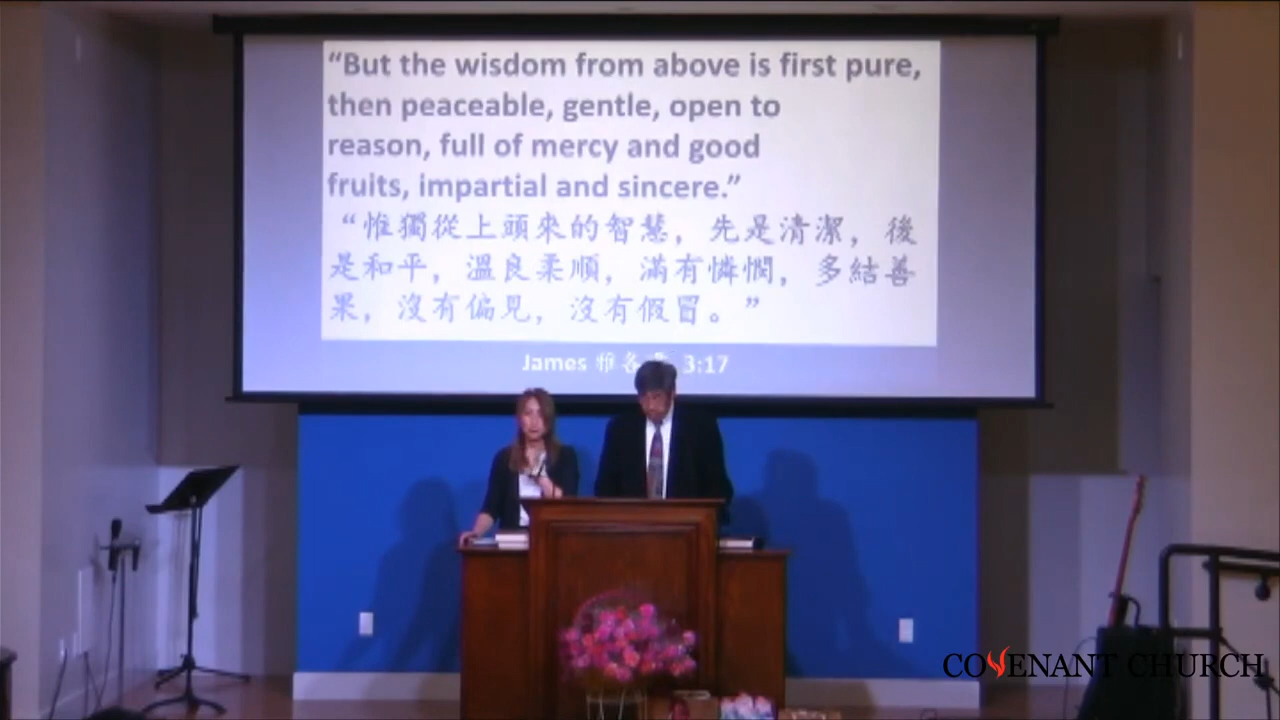 “But the wisdom from above is first pure,
then peaceable, gentle, open to
reason, full of mercy and good
fruits, impartial and sincere.”
“惟獨從上頭來的智慧，先是清潔，後
是和平，溫良柔順，滿有憐憫，多結善
果，沒有偏見，沒有假冒。”
James 雅各 3:17
COVENANT CHURCH